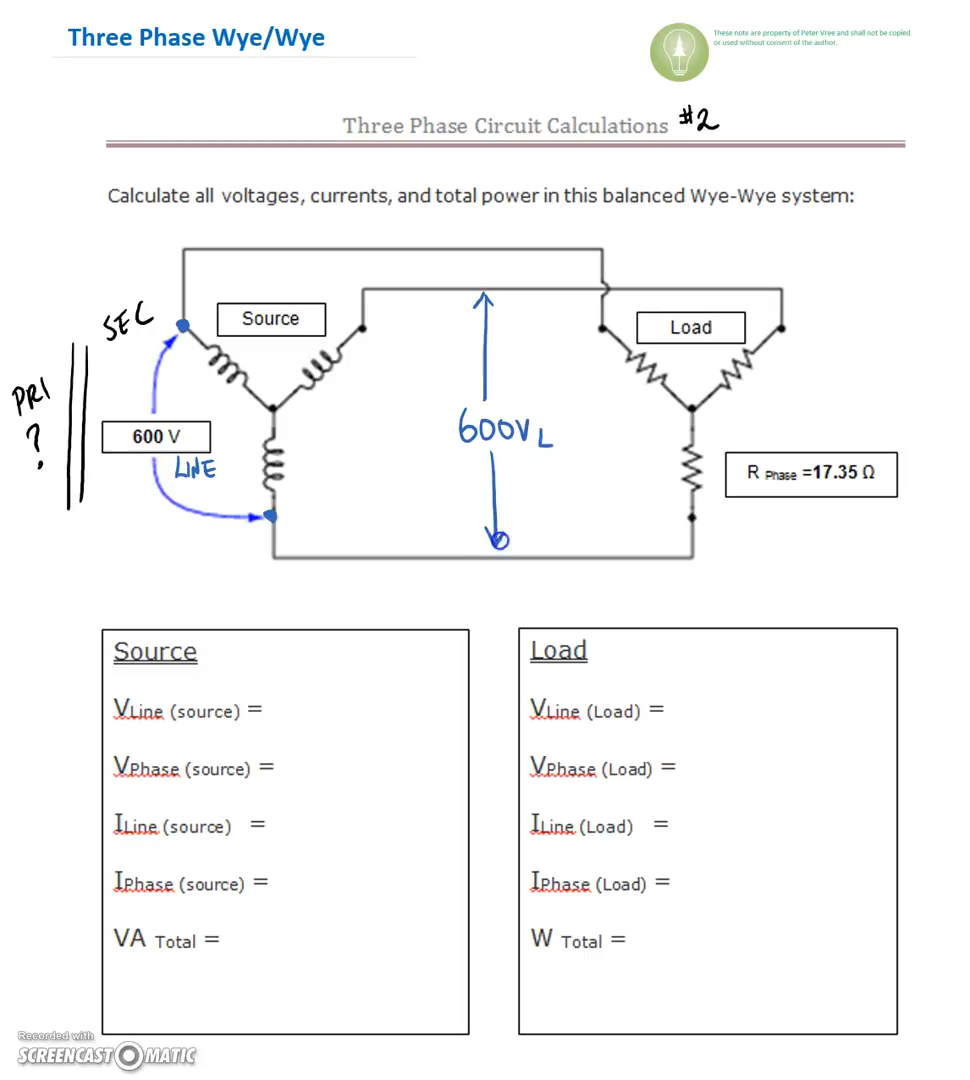 Three Phase Wye/Wye
These note are property of Peter Vree and shall not be copied
or used without consent of the author.
Three Phase Circuit Calculations #2
Calculate all voltages, currents, and total power in this balanced Wye-Wye system:
SEC
Source
Load
PRI
?
600 V
LINE
600V L
R Phase =17.35 Ω
Source
VLine (source) =
VPhase (source) =
ILine (source) =
IPhase (source) =
VA Total =
Load
VLine (Load) =
VPhase (Load) =
ILine (Load) =
IPhase (Load) =
W Total =
Recorded with
SCREENCAST-O-MATIC